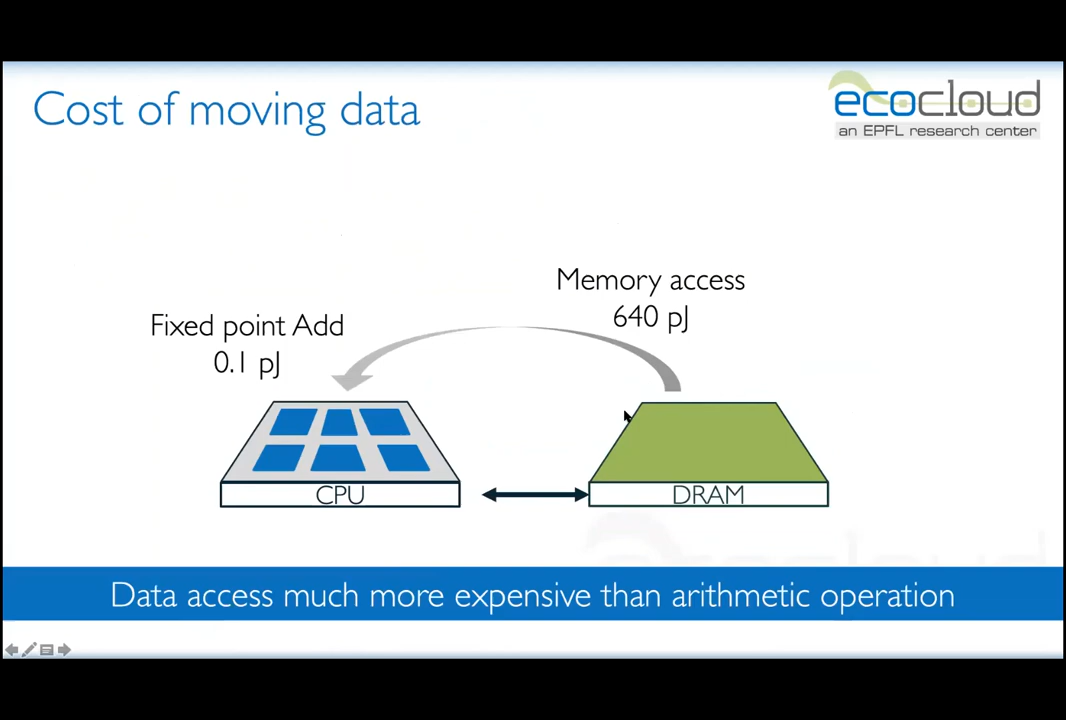 Cost of moving data
ecocloud
an EPFL research center
Memory access
640 pJ
Fixed point Add
0.1 pJ
CPU
DRAM
Data access much more expensive than arithmetic operation